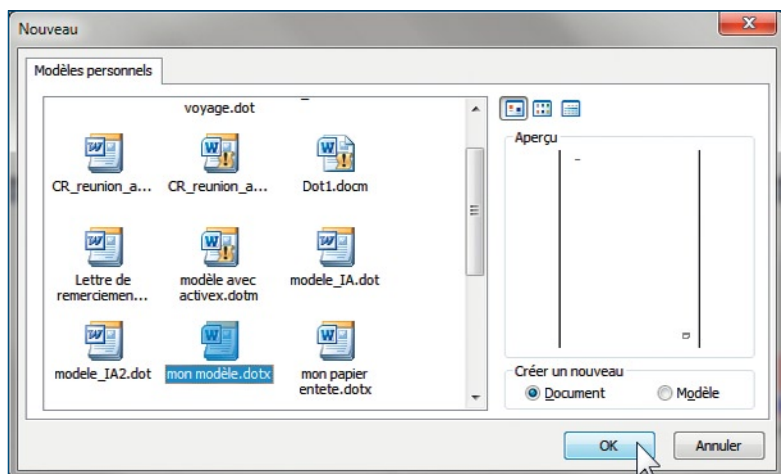 Nouveau
Modèles personnels
voyage.dot
CR_reunion_a...
CR_reunion_a...
Dot1.docm
Lettre de
remerciemen...
modèle avec
activex.dotm
modele_IA.dot
modele_IA2.dot
mon modèle.dotx
mon papier
entete.dotx
Aperçu
Créer un nouveau
Document
Modèle
OK
Annuler